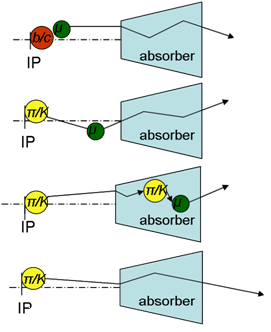 b/c μ
absorber
IP
π/K
μ
absorber
IP
π/K
π/K
μ
absorber
IP
π/K
absorber
IP